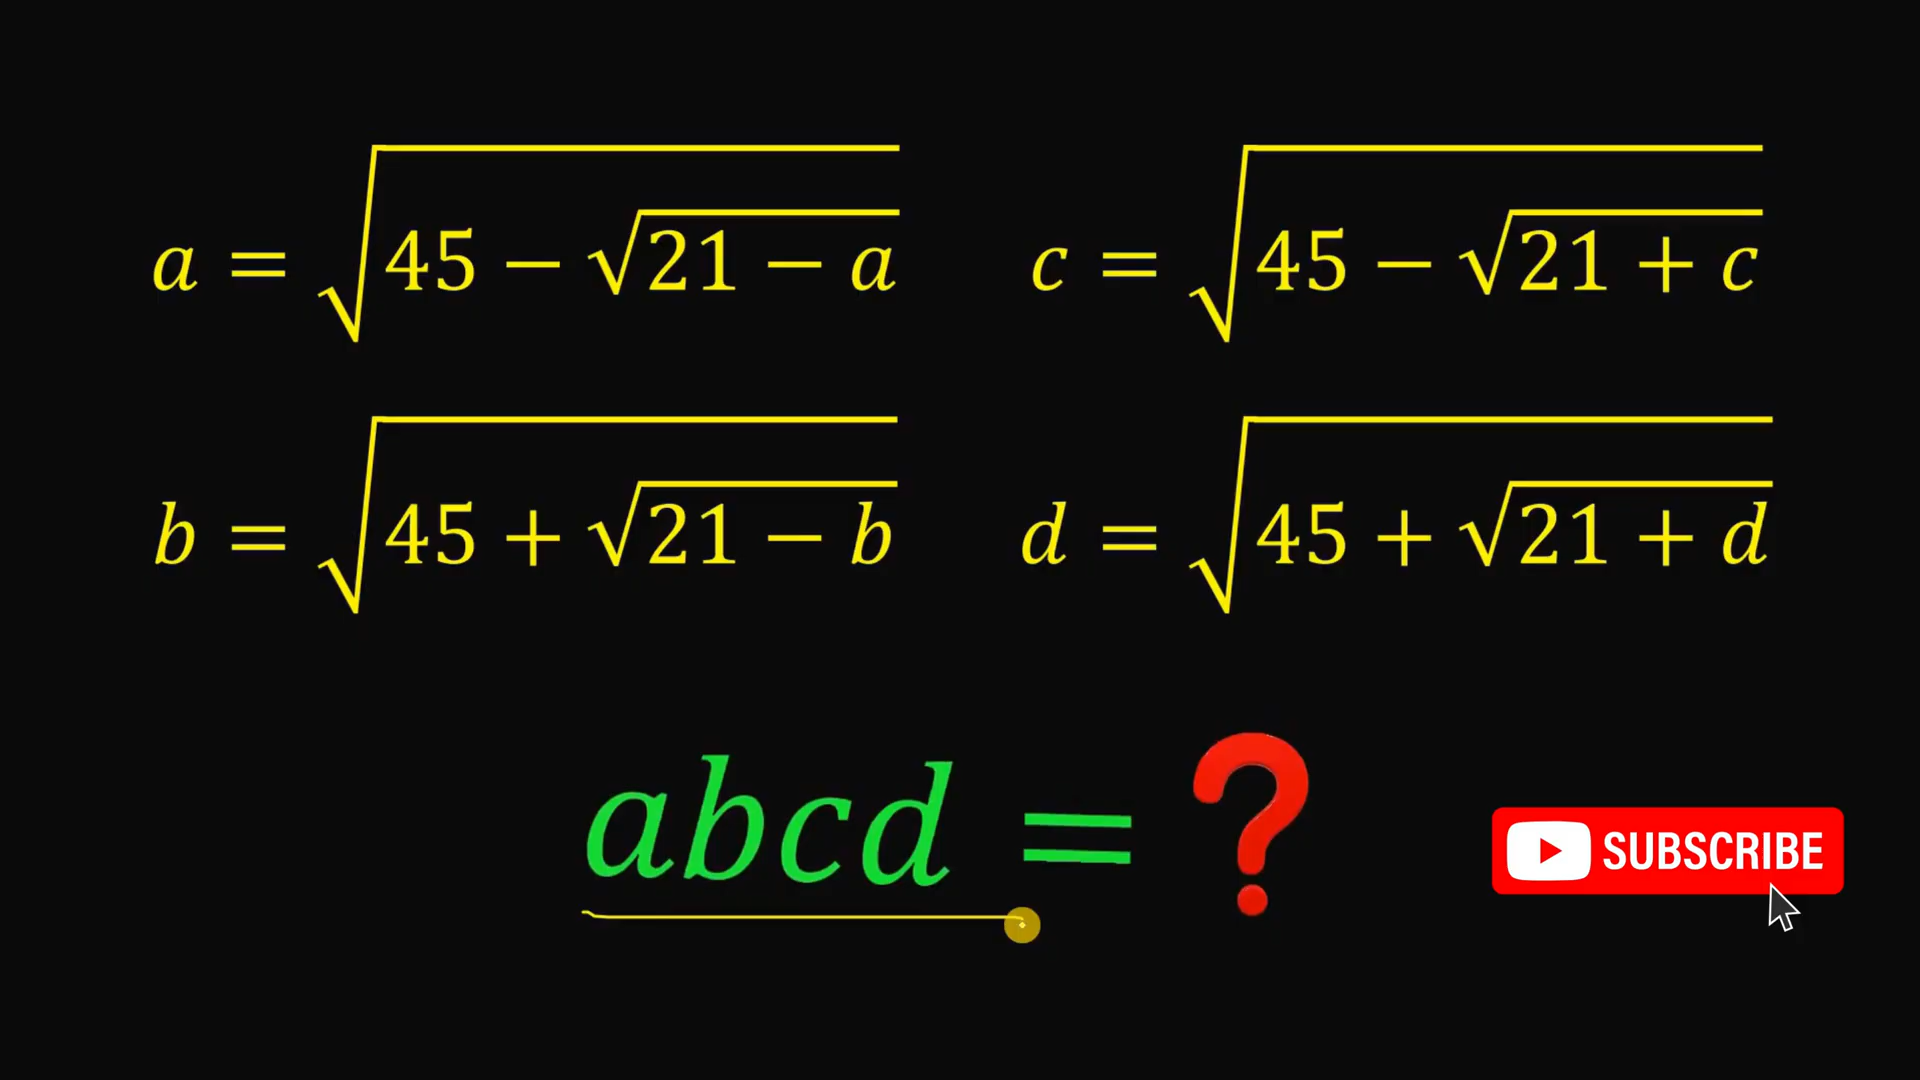 a = √(45 − √(21 − a))
c = √(45 − √(21 + c))
b = √(45 + √(21 − b))
d = √(45 + √(21 + d))
abcd = ?
SUBSCRIBE